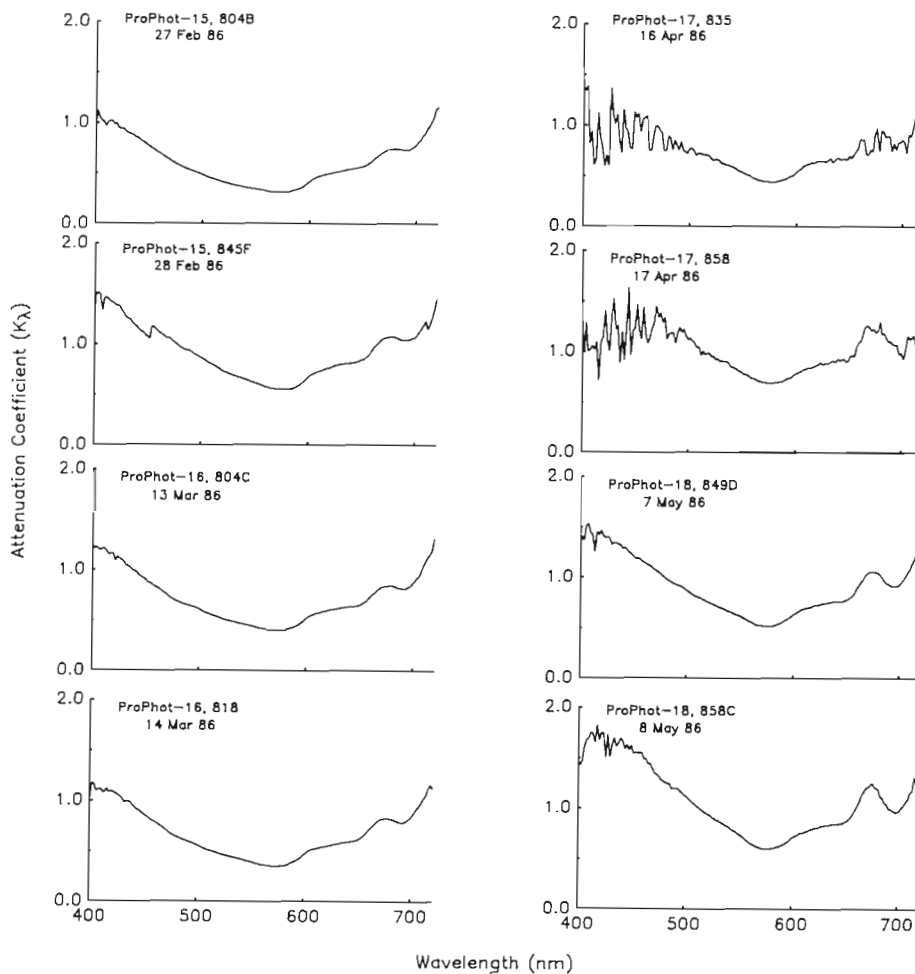 Attenuation Coefficient (Kλ)
2.0
ProPhot-15, 804B
27 Feb 86
1.0
0.0
2.0
ProPhot-15, 845F
28 Feb 86
1.0
0.0
2.0
ProPhot-16, 804C
13 Mar 86
1.0
0.0
2.0
ProPhot-16, 818
14 Mar 86
1.0
0.0
400 500 600 700
2.0
ProPhot-17, 835
16 Apr 86
1.0
0.0
2.0
ProPhot-17, 858
17 Apr 86
1.0
0.0
2.0
ProPhot-18, 849D
7 May 86
1.0
0.0
2.0
ProPhot-18, 858C
8 May 86
1.0
0.0
400 500 600 700
Wavelength (nm)